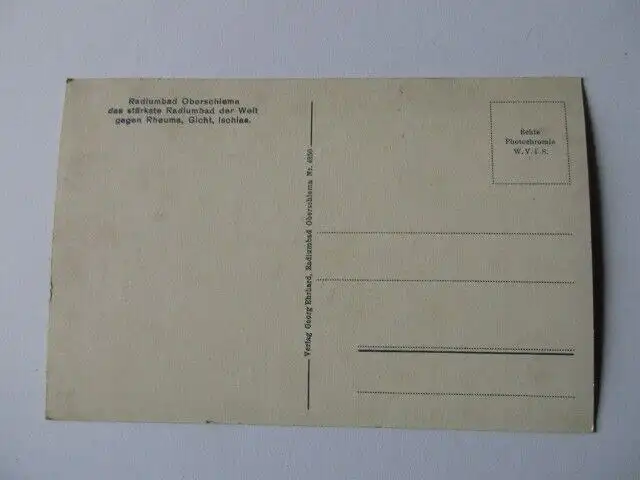 Radiumbad Oberschlema
das stärkste Radiumbad der Welt
gegen Rheuma, Gicht, Ischias.
Verlag Georg Ehrhard, Radiumbad Oberschlema Nr. 4950
Echte
Photochromie
W.V.I.S.